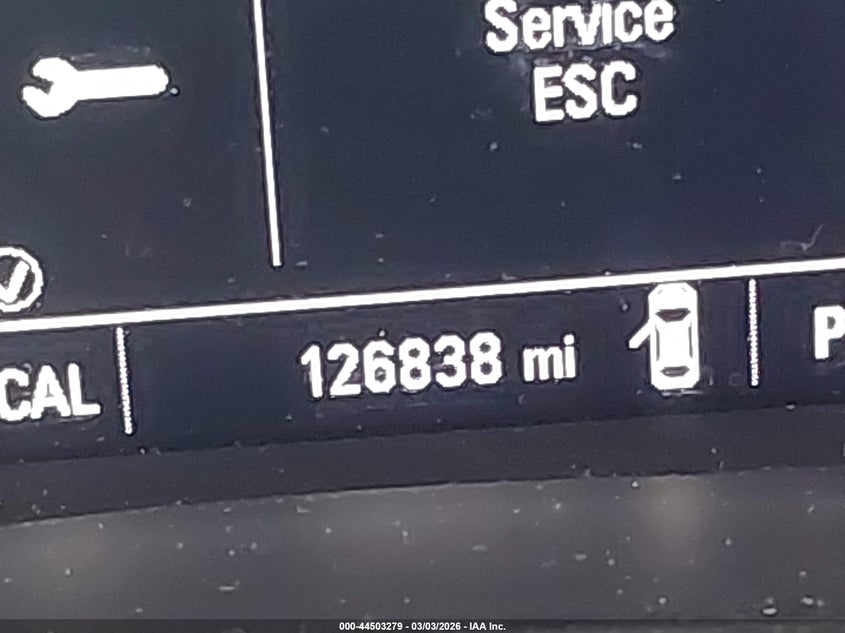 Service
ESC
CAL
126838 mi
P
000-44503279 - 03/03/2026 - IAA Inc.